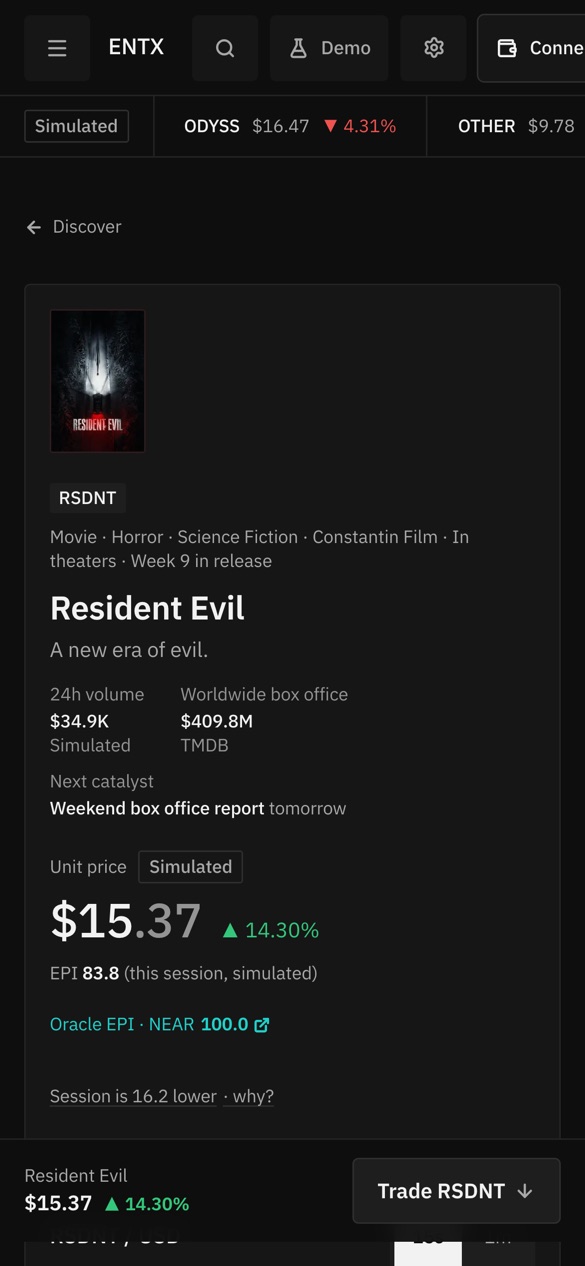 ENTX
Demo
Simulated
ODYSS $16.47 ▼ 4.31%
OTHER $9.78
← Discover
RESIDENT EVIL
RSDNT
Movie · Horror · Science Fiction · Constantin Film · In
theaters · Week 9 in release
Resident Evil
A new era of evil.
24h volume
$34.9K
Simulated
Worldwide box office
$409.8M
TMDB
Next catalyst
Weekend box office report tomorrow
Unit price Simulated
$15.37 ▲ 14.30%
EPI 83.8 (this session, simulated)
Oracle EPI · NEAR 100.0
Session is 16.2 lower · why?
Resident Evil
$15.37 ▲ 14.30%
Trade RSDNT ↓